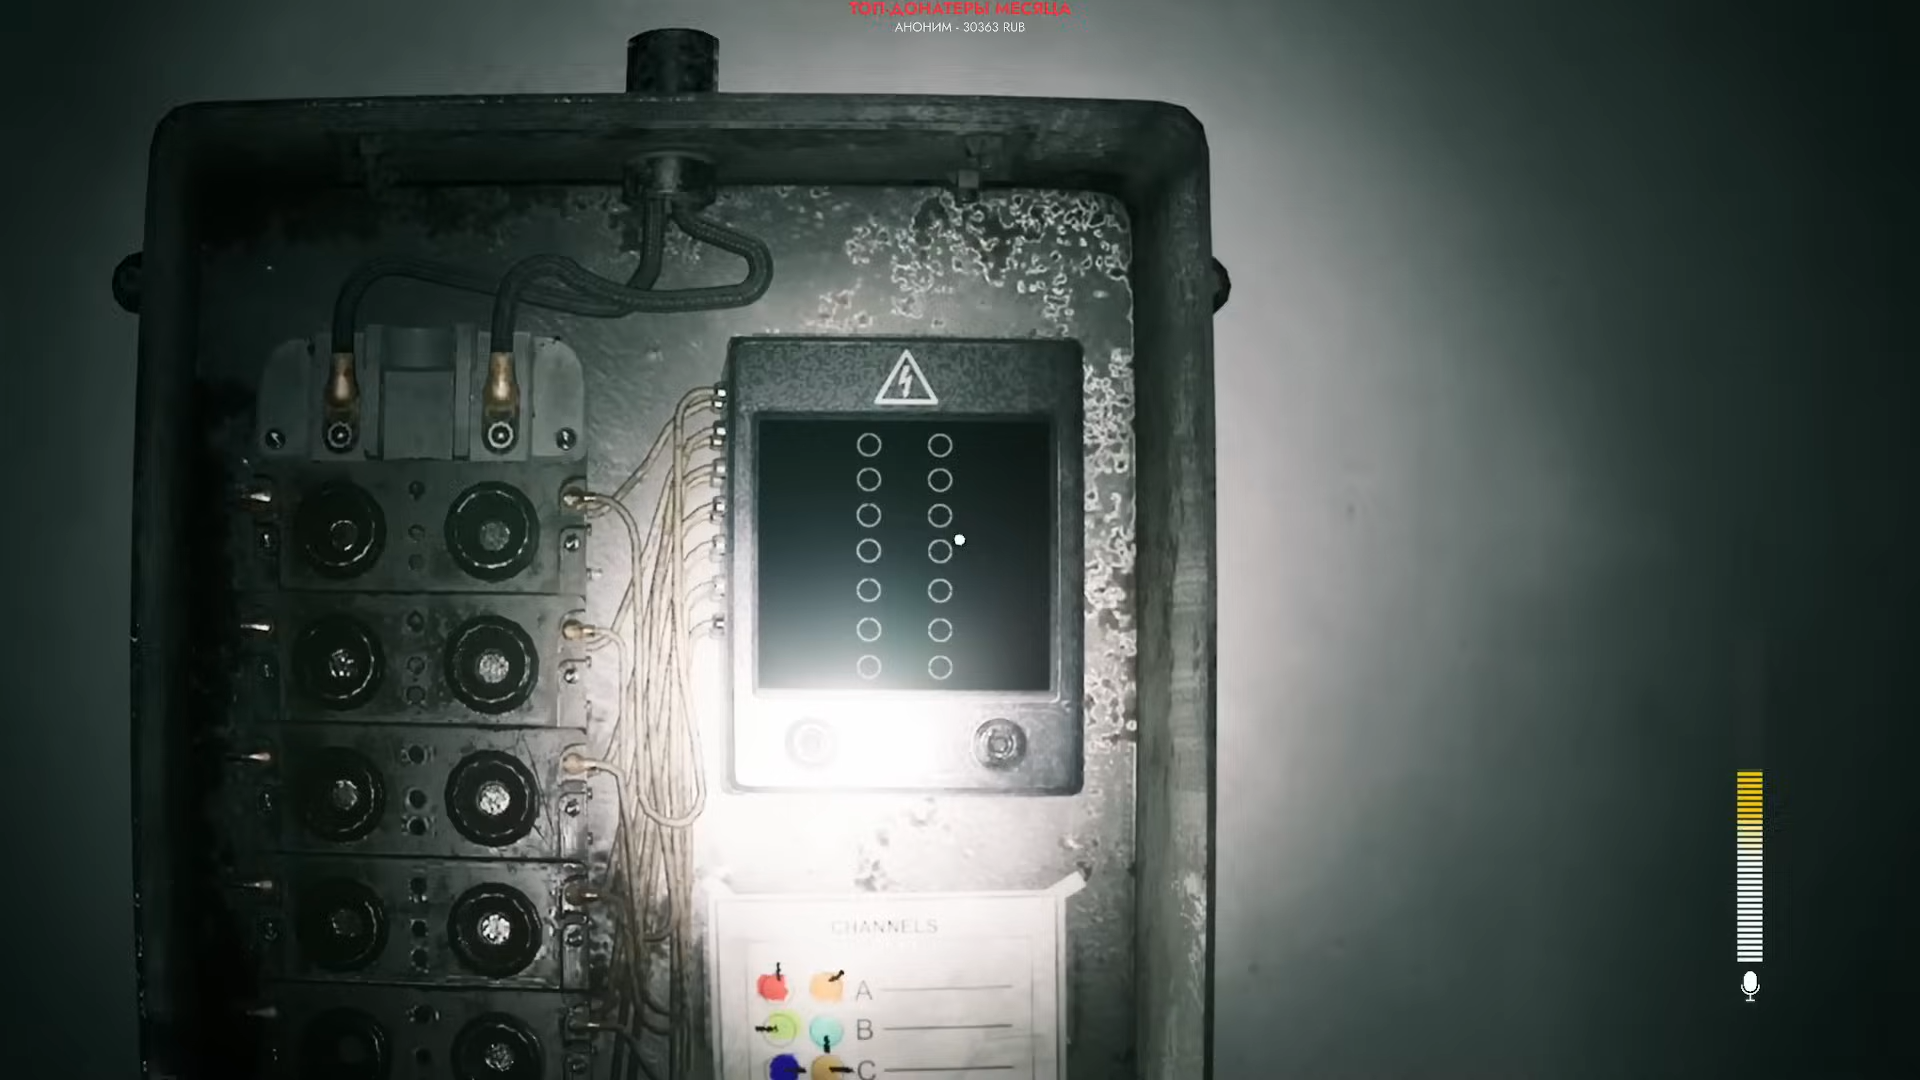 ТОП-ДОНАТЕРЫ МЕСЯЦА
АНОНИМ - 30363 RUB
CHANNELS
A
B
C